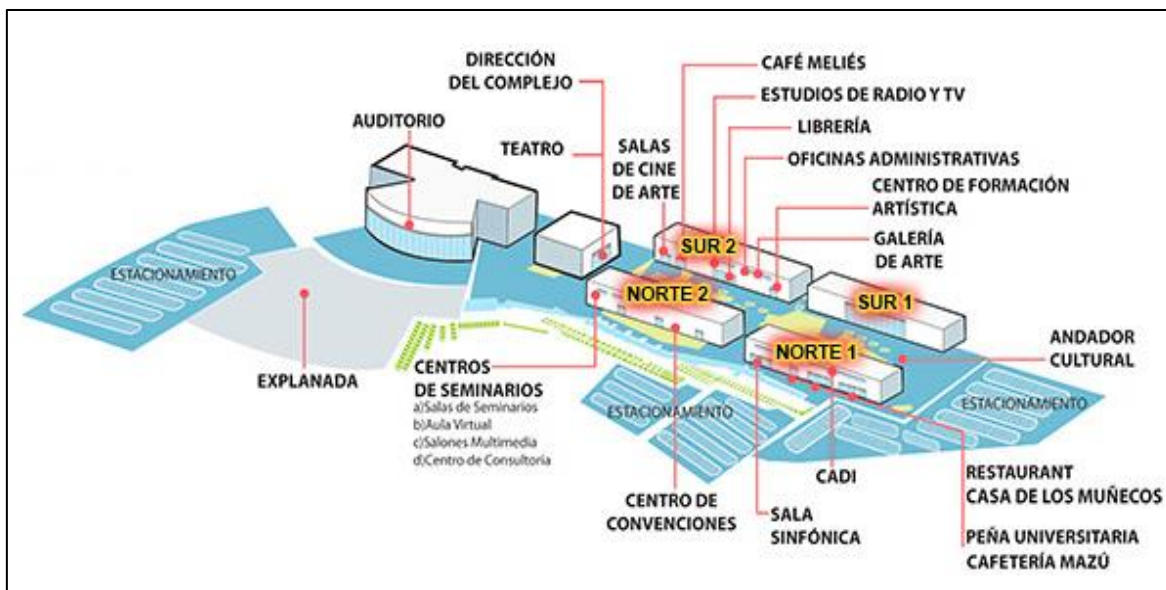 DIRECCIÓN
DEL COMPLEJO
AUDITORIO
TEATRO
SALAS
DE CINE
DE ARTE
CAFÉ MELIÉS
ESTUDIOS DE RADIO Y TV
LIBRERÍA
OFICINAS ADMINISTRATIVAS
CENTRO DE FORMACIÓN
ARTÍSTICA
GALERÍA
DE ARTE
SUR 2
SUR 1
NORTE 2
NORTE 1
ESTACIONAMIENTO
EXPLANADA
ANDADOR
CULTURAL
CENTROS
DE SEMINARIOS
a)Salas de Seminarios
b)Aula Virtual
c)Salones Multimedia
d)Centro de Consultoria
ESTACIONAMIENTO
ESTACIONAMIENTO
CENTRO DE
CONVENCIONES
SALA
SINFÓNICA
CADI
RESTAURANT
CASA DE LOS MUÑECOS
PEÑA UNIVERSITARIA
CAFETERÍA MAZÚ